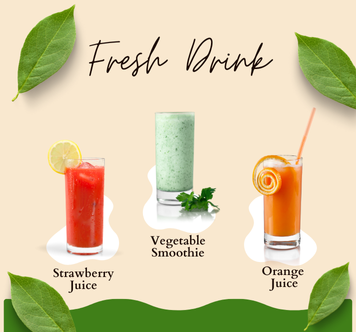 Fresh Drink
Vegetable
Smoothie
Strawberry
Juice
Orange
Juice